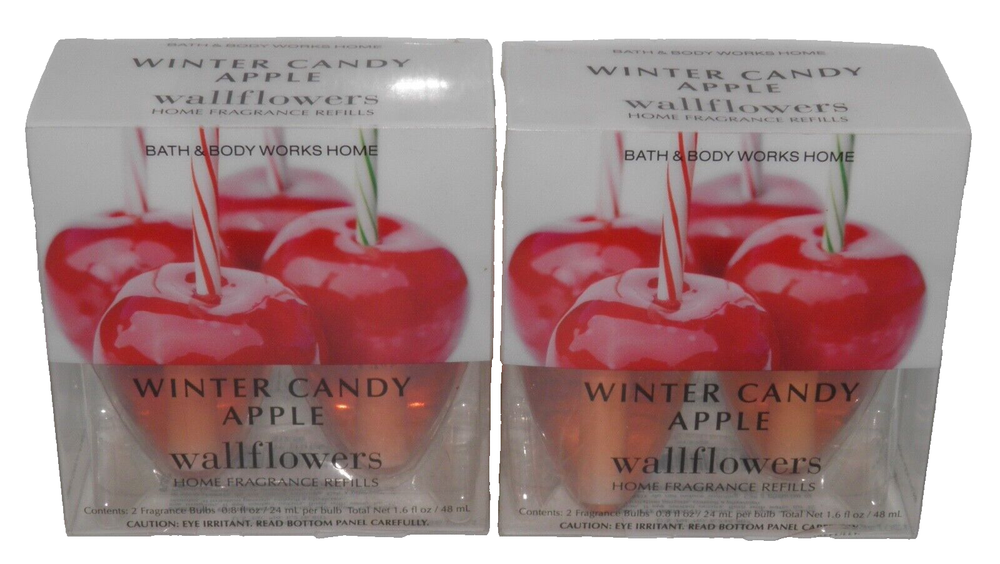 BATH & BODY WORKS HOME
WINTER CANDY
APPLE
wallflowers
HOME FRAGRANCE REFILLS
BATH & BODY WORKS HOME
WINTER CANDY
APPLE
wallflowers
HOME FRAGRANCE REFILLS
Contents: 2 Fragrance Bulbs 0.8 fl oz / 24 mL per bulb Total Net 1.6 fl oz / 48 mL
CAUTION: EYE IRRITANT. READ BOTTOM PANEL CAREFULLY.
BATH & BODY WORKS HOME
WINTER CANDY
APPLE
wallflowers
HOME FRAGRANCE REFILLS
BATH & BODY WORKS HOME
WINTER CANDY
APPLE
wallflowers
HOME FRAGRANCE REFILLS
Contents: 2 Fragrance Bulbs 0.8 fl oz / 24 mL per bulb Total Net 1.6 fl oz / 48 mL
CAUTION: EYE IRRITANT. READ BOTTOM PANEL